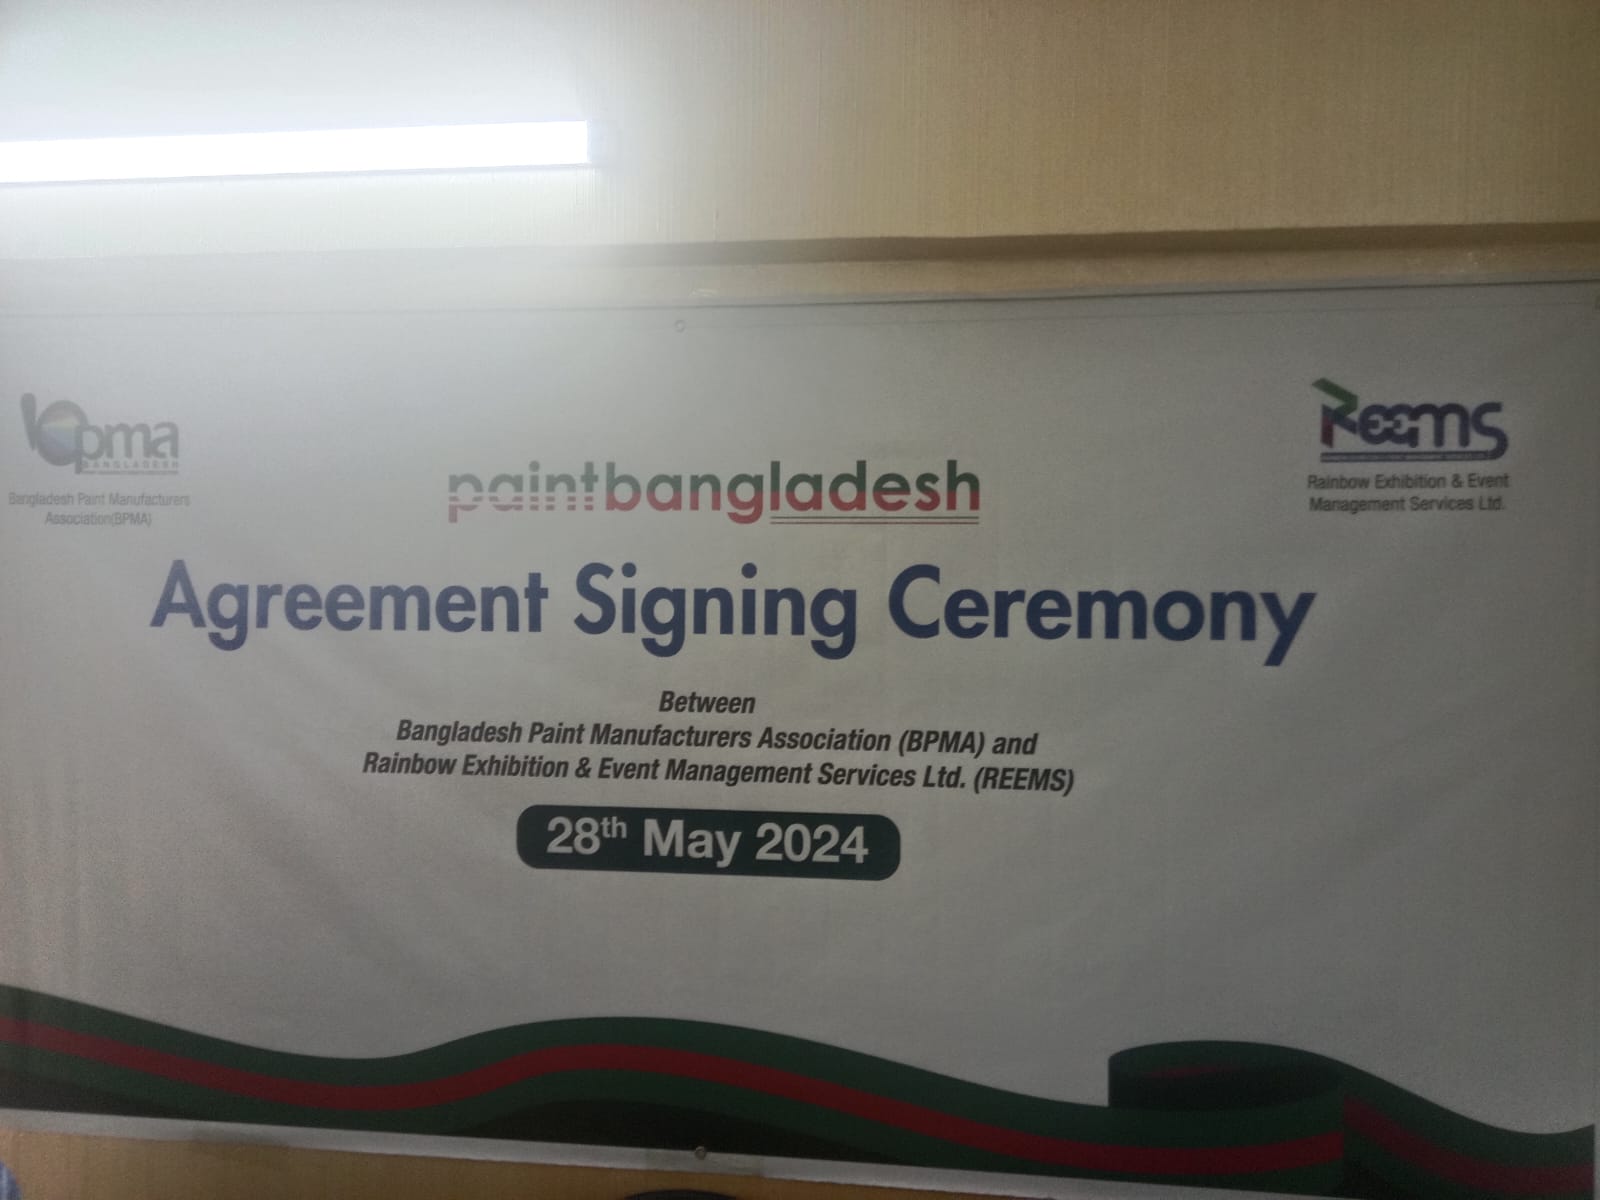 bpma
BANGLADESH
Bangladesh Paint Manufacturers
Association(BPMA)
Reems
Rainbow Exhibition & Event
Management Services Ltd.
paintbangladesh
Agreement Signing Ceremony
Between
Bangladesh Paint Manufacturers Association (BPMA) and
Rainbow Exhibition & Event Management Services Ltd. (REEMS)
28th May 2024